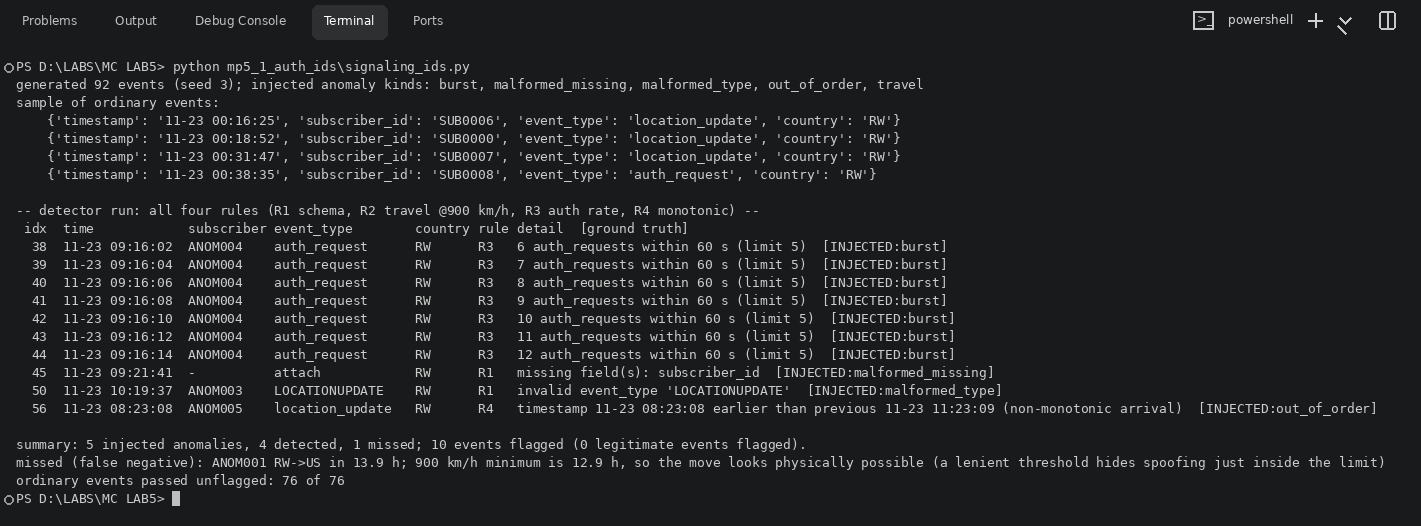 Problems Output Debug Console Terminal Ports powershell
PS D:\LABS\MC LAB5> python mp5_1_auth_ids\signaling_ids.py
generated 92 events (seed 3); injected anomaly kinds: burst, malformed_missing, malformed_type, out_of_order, travel
sample of ordinary events:
    {'timestamp': '11-23 00:16:25', 'subscriber_id': 'SUB0006', 'event_type': 'location_update', 'country': 'RW'}
    {'timestamp': '11-23 00:18:52', 'subscriber_id': 'SUB0000', 'event_type': 'location_update', 'country': 'RW'}
    {'timestamp': '11-23 00:31:47', 'subscriber_id': 'SUB0007', 'event_type': 'location_update', 'country': 'RW'}
    {'timestamp': '11-23 00:38:35', 'subscriber_id': 'SUB0008', 'event_type': 'auth_request', 'country': 'RW'}
-- detector run: all four rules (R1 schema, R2 travel @900 km/h, R3 auth rate, R4 monotonic) --
 idx  time            subscriber event_type        country rule detail  [ground truth]
  38  11-23 09:16:02  ANOM004    auth_request      RW      R3   6 auth_requests within 60 s (limit 5)  [INJECTED:burst]
  39  11-23 09:16:04  ANOM004    auth_request      RW      R3   7 auth_requests within 60 s (limit 5)  [INJECTED:burst]
  40  11-23 09:16:06  ANOM004    auth_request      RW      R3   8 auth_requests within 60 s (limit 5)  [INJECTED:burst]
  41  11-23 09:16:08  ANOM004    auth_request      RW      R3   9 auth_requests within 60 s (limit 5)  [INJECTED:burst]
  42  11-23 09:16:10  ANOM004    auth_request      RW      R3   10 auth_requests within 60 s (limit 5)  [INJECTED:burst]
  43  11-23 09:16:12  ANOM004    auth_request      RW      R3   11 auth_requests within 60 s (limit 5)  [INJECTED:burst]
  44  11-23 09:16:14  ANOM004    auth_request      RW      R3   12 auth_requests within 60 s (limit 5)  [INJECTED:burst]
  45  11-23 09:21:41  -          attach            RW      R1   missing field(s): subscriber_id  [INJECTED:malformed_missing]
  50  11-23 10:19:37  ANOM003    LOCATIONUPDATE    RW      R1   invalid event_type 'LOCATIONUPDATE'  [INJECTED:malformed_type]
  56  11-23 08:23:08  ANOM005    location_update   RW      R4   timestamp 11-23 08:23:08 earlier than previous 11-23 11:23:09 (non-monotonic arrival)  [INJECTED:out_of_order]
summary: 5 injected anomalies, 4 detected, 1 missed; 10 events flagged (0 legitimate events flagged).
missed (false negative): ANOM001 RW->US in 13.9 h; 900 km/h minimum is 12.9 h, so the move looks physically possible (a lenient threshold hides spoofing just inside the limit)
ordinary events passed unflagged: 76 of 76
PS D:\LABS\MC LAB5>